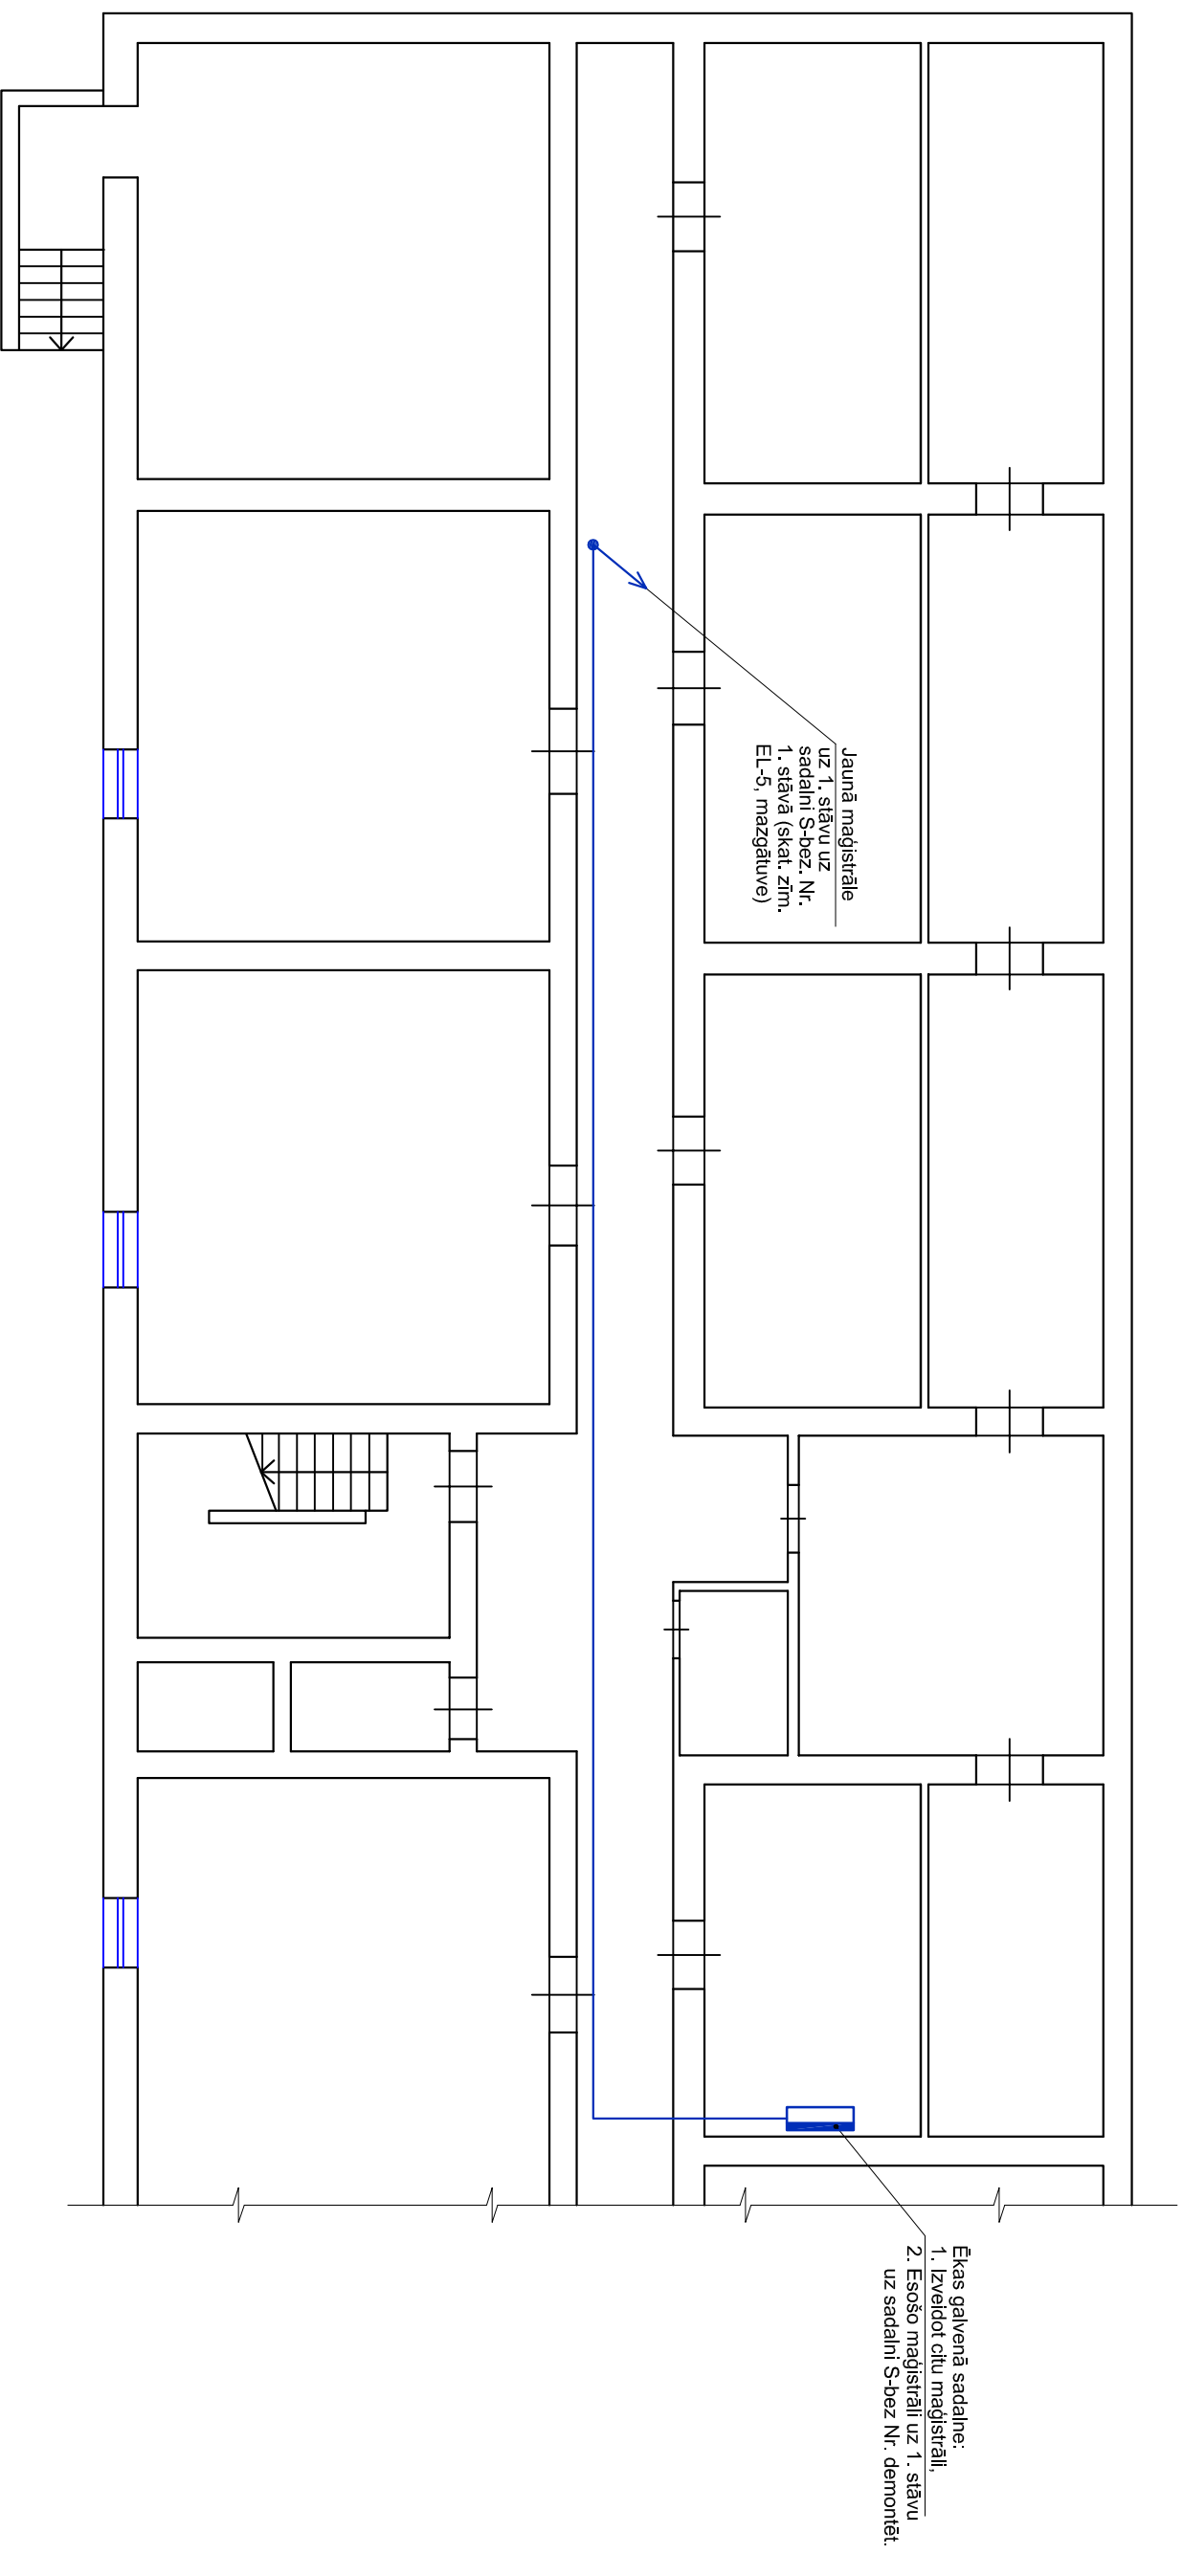 Jaunā maģistrāle
uz 1. stāvu uz
sadalni S-bez. Nr.
1. stāvā (skat. zīm.
EL-5, mazgātuve)
Ēkas galvenā sadalne:
1. Izveidot citu maģistrāli,
2. Esošo maģistrāli uz 1. stāvu
uz sadalni S-bez Nr. demontēt.